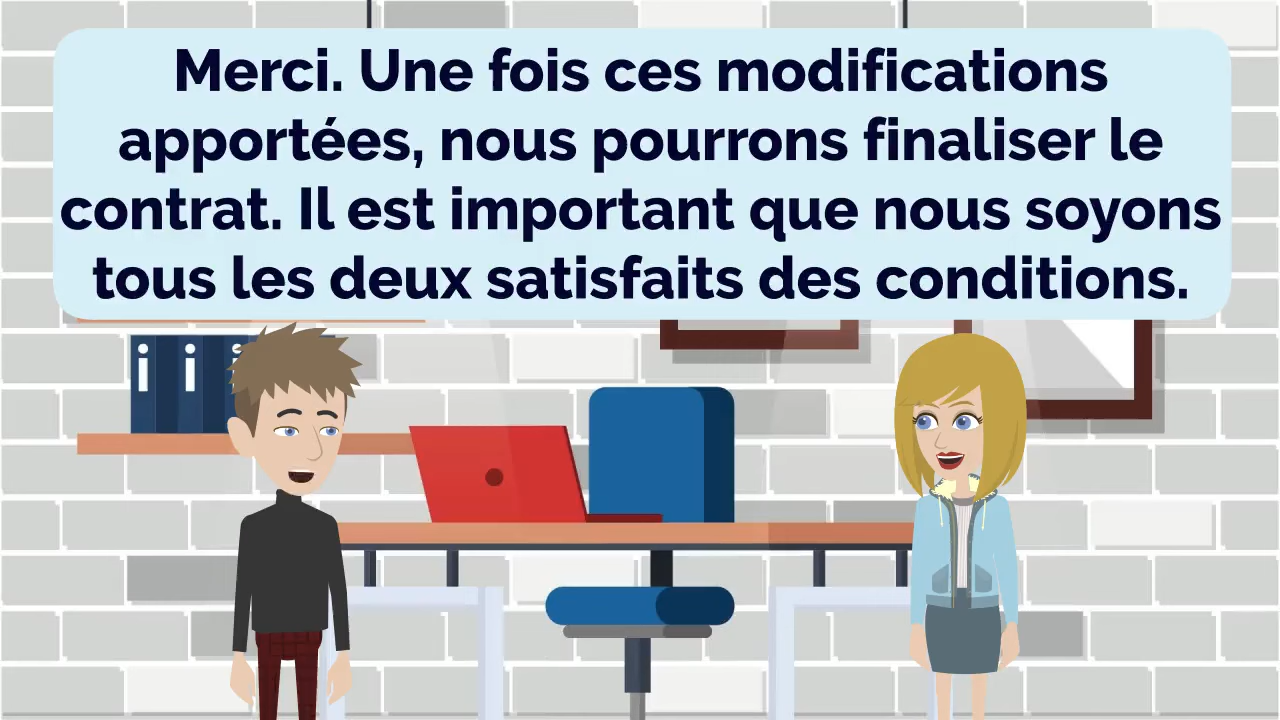 Merci. Une fois ces modifications
apportées, nous pourrons finaliser le
contrat. Il est important que nous soyons
tous les deux satisfaits des conditions.